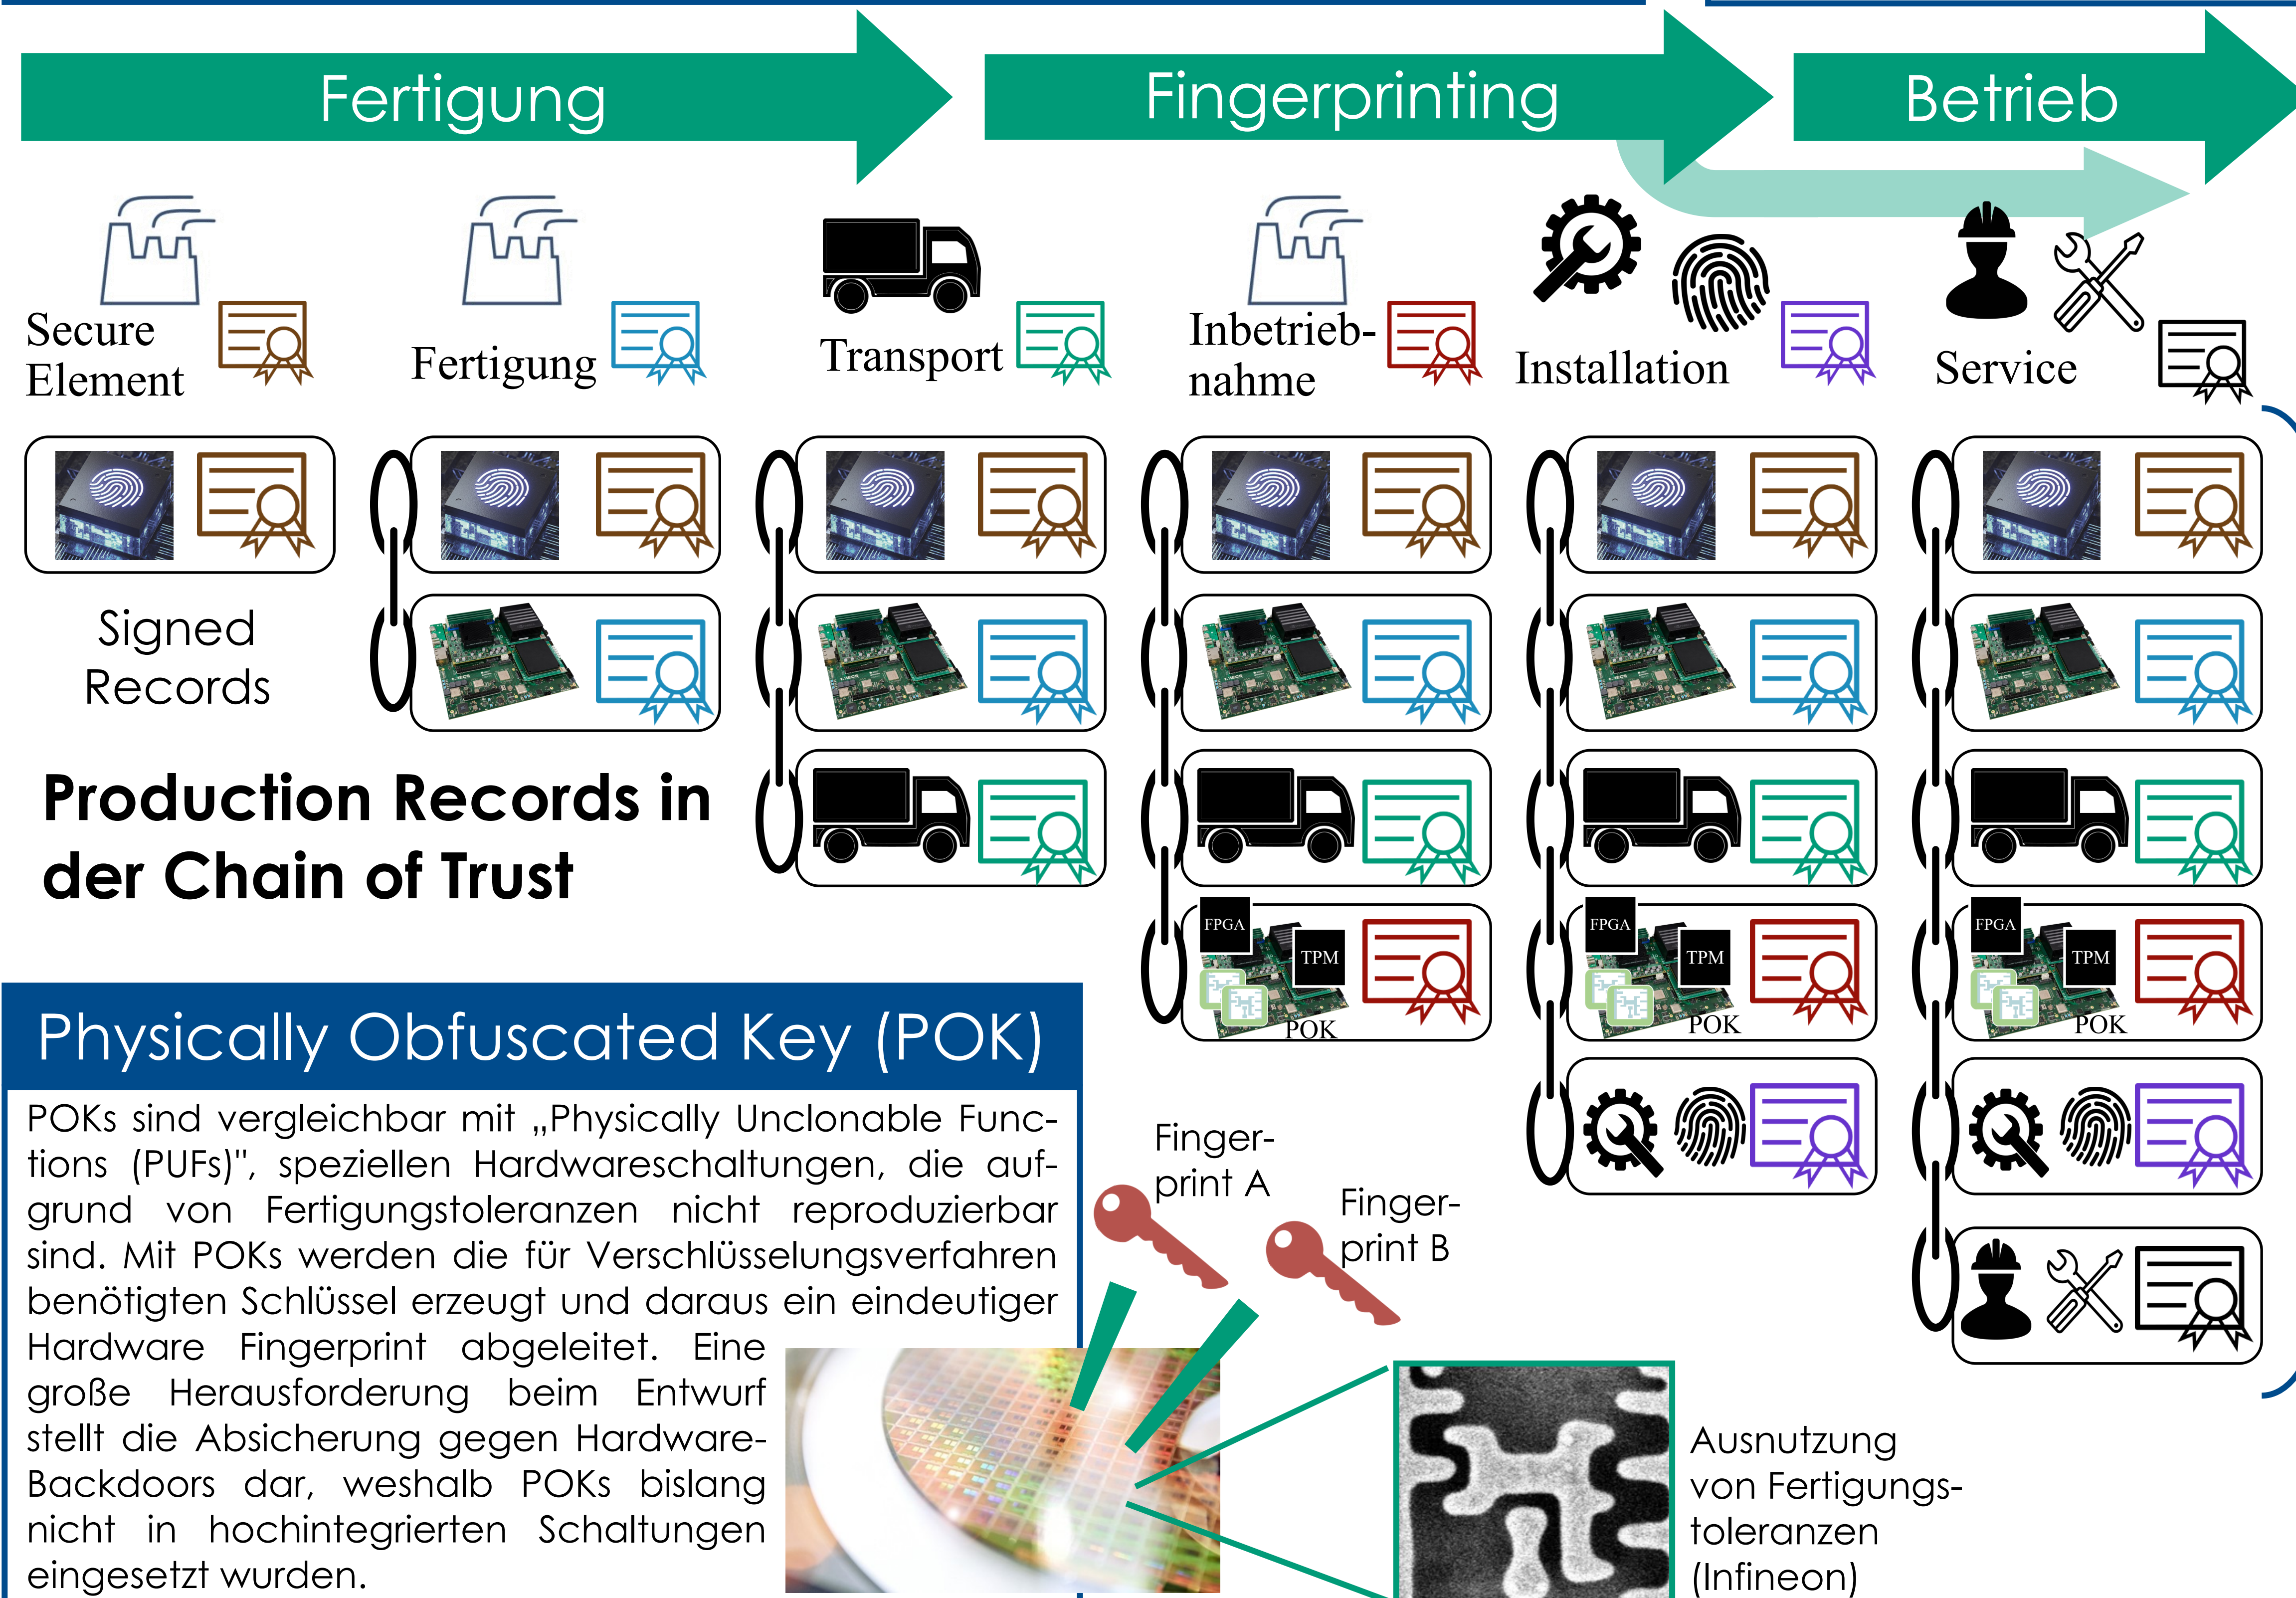 Fertigung
Fingerprinting
Betrieb
Secure
Element
Fertigung
Transport
Inbetrieb-
nahme
Installation
Service
Signed
Records
Production Records in
der Chain of Trust
FPGA
TPM
POK
FPGA
TPM
POK
FPGA
TPM
POK
Physically Obfuscated Key (POK)
POKs sind vergleichbar mit „Physically Unclonable Func-
tions (PUFs)", speziellen Hardwareschaltungen, die auf-
grund von Fertigungstoleranzen nicht reproduzierbar
sind. Mit POKs werden die für Verschlüsselungsverfahren
benötigten Schlüssel erzeugt und daraus ein eindeutiger
Hardware Fingerprint abgeleitet. Eine
große Herausforderung beim Entwurf
stellt die Absicherung gegen Hardware-
Backdoors dar, weshalb POKs bislang
nicht in hochintegrierten Schaltungen
eingesetzt wurden.
Finger-
print A
Finger-
print B
Ausnutzung
von Fertigungs-
toleranzen
(Infineon)